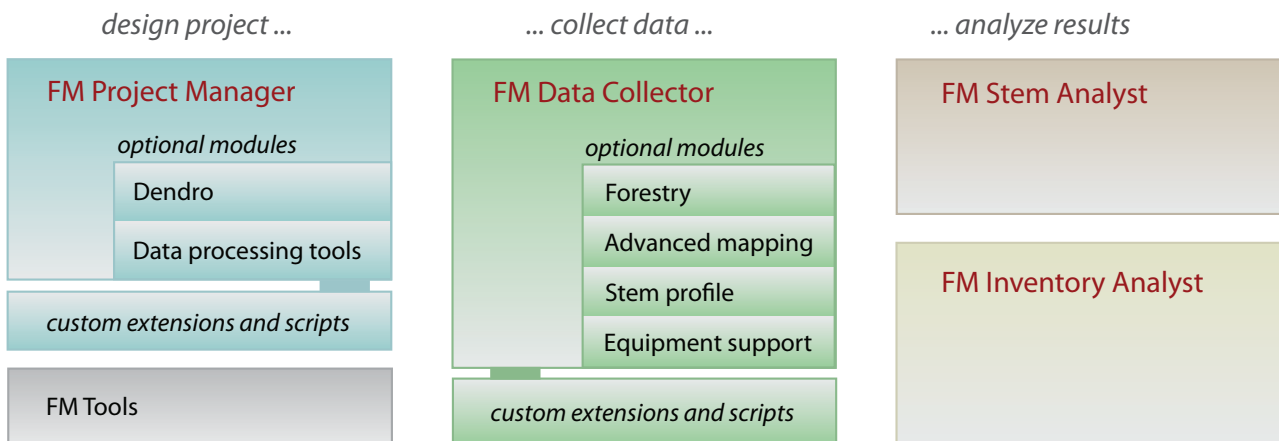 design project ...
... collect data ...
... analyze results
FM Project Manager
optional modules
Dendro
Data processing tools
custom extensions and scripts
FM Tools
FM Data Collector
optional modules
Forestry
Advanced mapping
Stem profile
Equipment support
custom extensions and scripts
FM Stem Analyst
FM Inventory Analyst